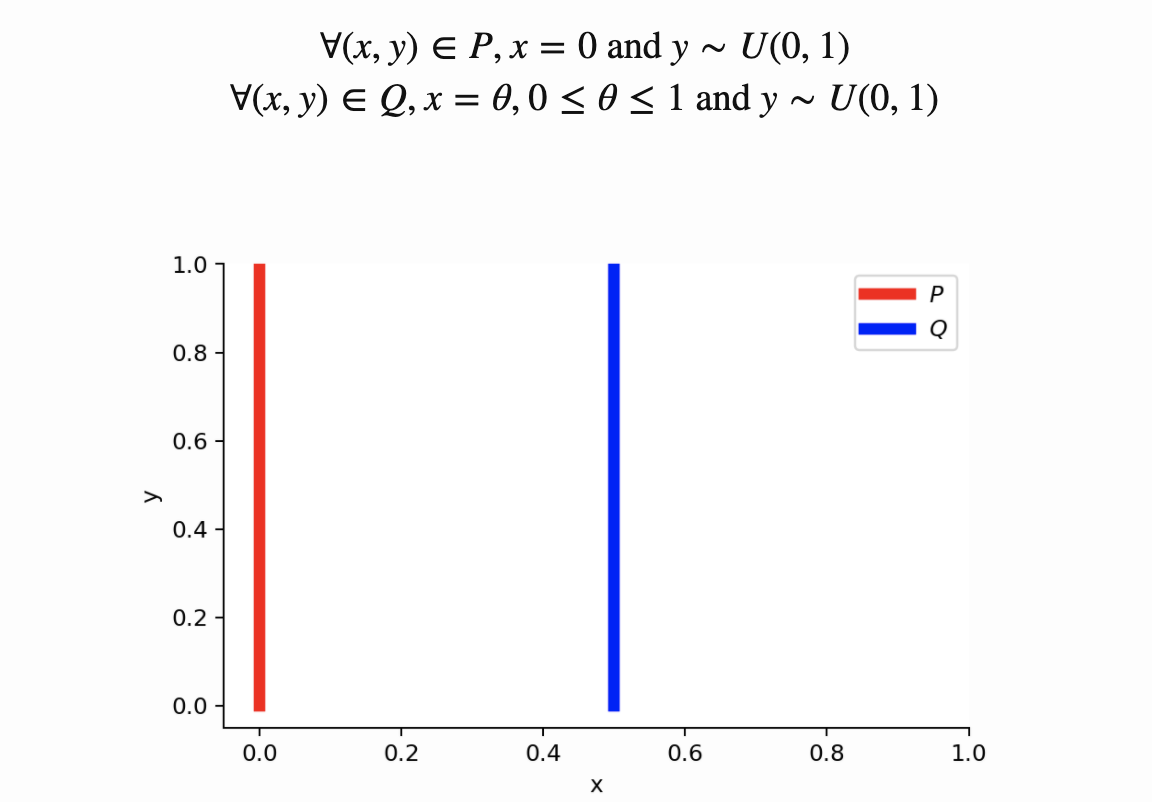 ∀(x, y) ∈ P, x = 0 and y ∼ U(0, 1)
∀(x, y) ∈ Q, x = θ, 0 ≤ θ ≤ 1 and y ∼ U(0, 1)
1.0
0.8
0.6
0.4
0.2
0.0
y
P
Q
0.0 0.2 0.4 0.6 0.8 1.0
x